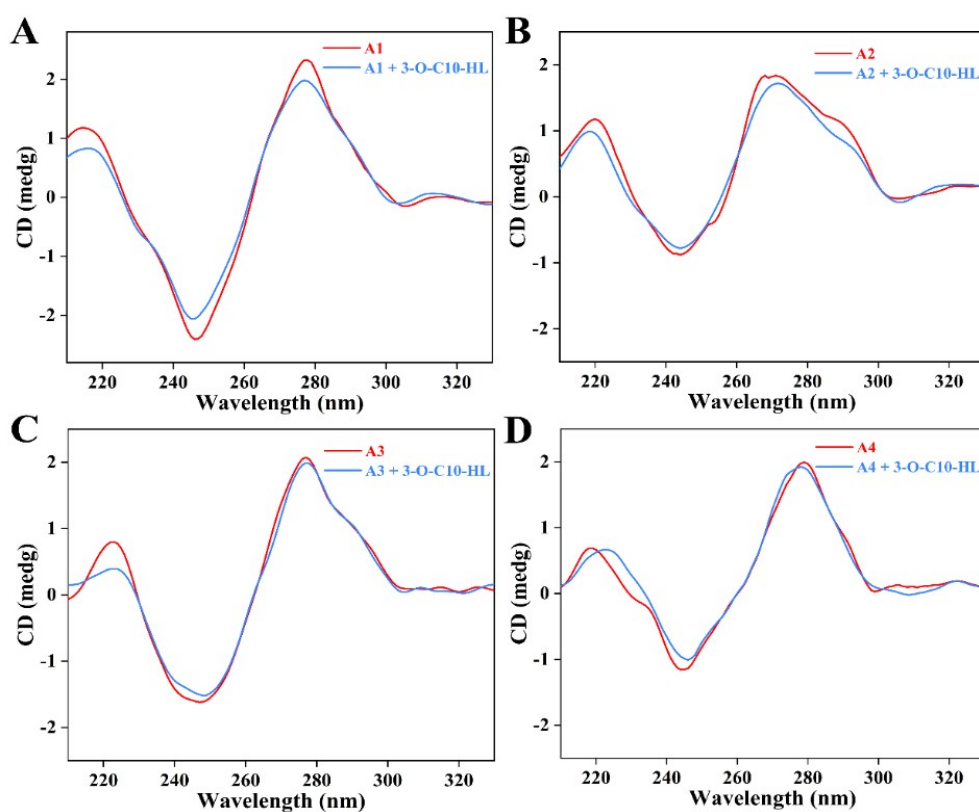 A
A1
A1 + 3-O-C10-HL
CD (medg)
2
1
0
-1
-2
220 240 260 280 300 320
Wavelength (nm)
B
A2
A2 + 3-O-C10-HL
CD (medg)
2
1
0
-1
-2
220 240 260 280 300 320
Wavelength (nm)
C
A3
A3 + 3-O-C10-HL
CD (medg)
2
1
0
-1
-2
220 240 260 280 300 320
Wavelength (nm)
D
A4
A4 + 3-O-C10-HL
CD (medg)
2
1
0
-1
-2
220 240 260 280 300 320
Wavelength (nm)